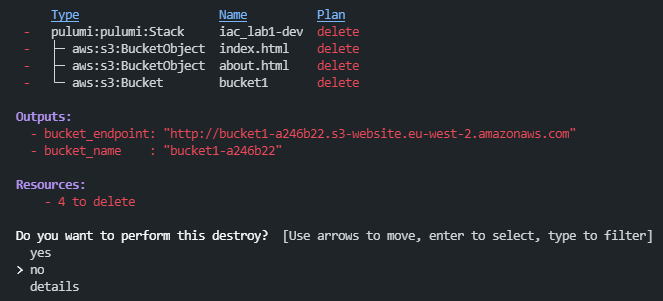 Type Name Plan
- pulumi:pulumi:Stack iac_lab1-dev delete
- ├─ aws:s3:BucketObject index.html delete
- ├─ aws:s3:BucketObject about.html delete
- └─ aws:s3:Bucket bucket1 delete
Outputs:
- bucket_endpoint: "http://bucket1-a246b22.s3-website.eu-west-2.amazonaws.com"
- bucket_name : "bucket1-a246b22"
Resources:
- 4 to delete
Do you want to perform this destroy? [Use arrows to move, enter to select, type to filter]
yes
> no
details